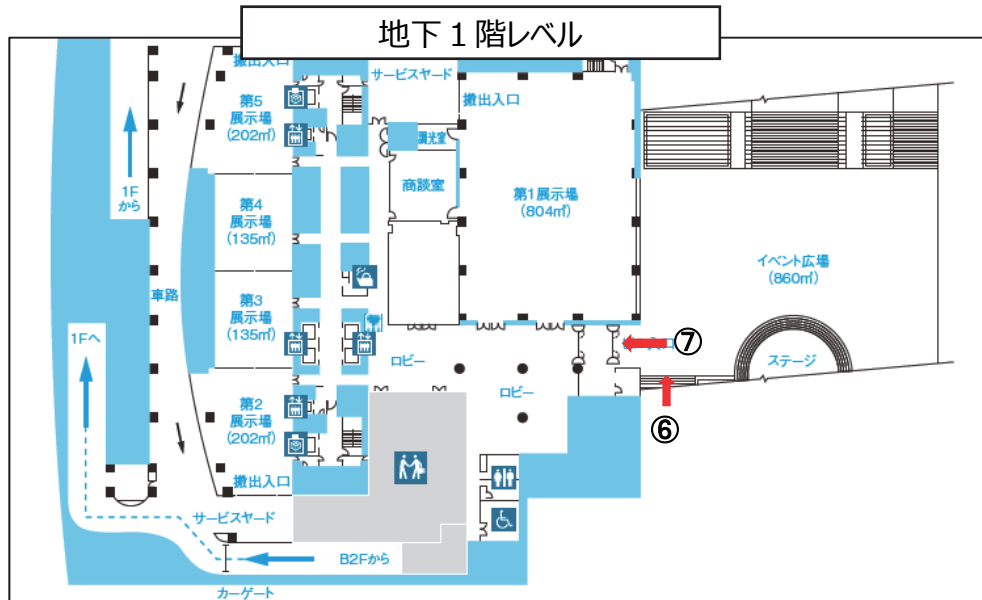 地下１階レベル
搬出入口
サービスヤード
搬出入口
第5
展示場
(202㎡)
調光室
商談室
第1展示場
(804㎡)
1F
から
第4
展示場
(135㎡)
イベント広場
(860㎡)
車路
第3
展示場
(135㎡)
1Fへ
⑦
ロビー
ステージ
ロビー
第2
展示場
(202㎡)
⑥
搬出入口
サービスヤード
B2Fから
カーゲート